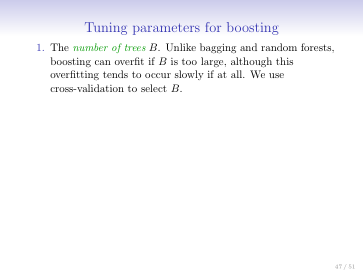 Tuning parameters for boosting
1. The number of trees B. Unlike bagging and random forests,
boosting can overfit if B is too large, although this
overfitting tends to occur slowly if at all. We use
cross-validation to select B.
47 / 51